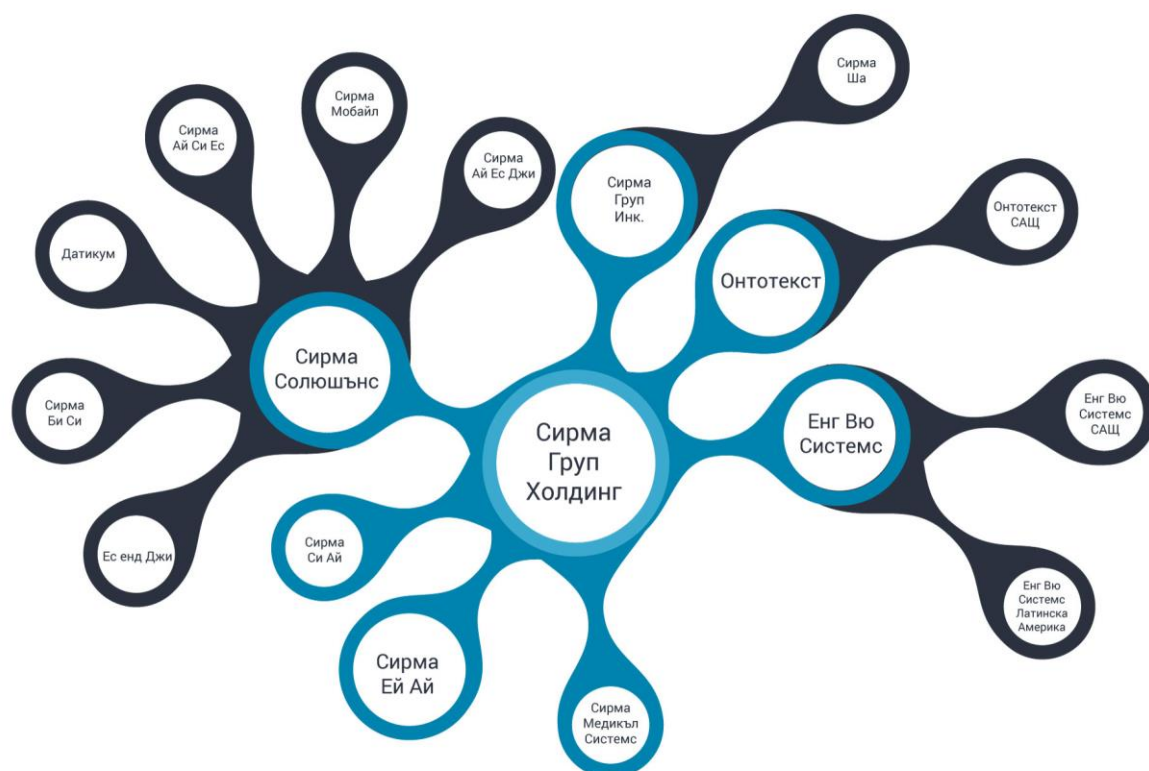 Сирма
Ша
Сирма
Мобайл
Сирма
Ай Си Ес
Сирма
Ай Ес Джи
Сирма
Груп
Инк.
Онтотекст
САЩ
Датикум
Онтотекст
Сирма
Солюшънс
Сирма
Би Си
Енг Вю
Системс
Енг Вю
Системс
САЩ
Сирма
Груп
Холдинг
Ес енд Джи
Сирма
Си Ай
Енг Вю
Системс
Латинска
Америка
Сирма
Ей Ай
Сирма
Медикъл
Системс